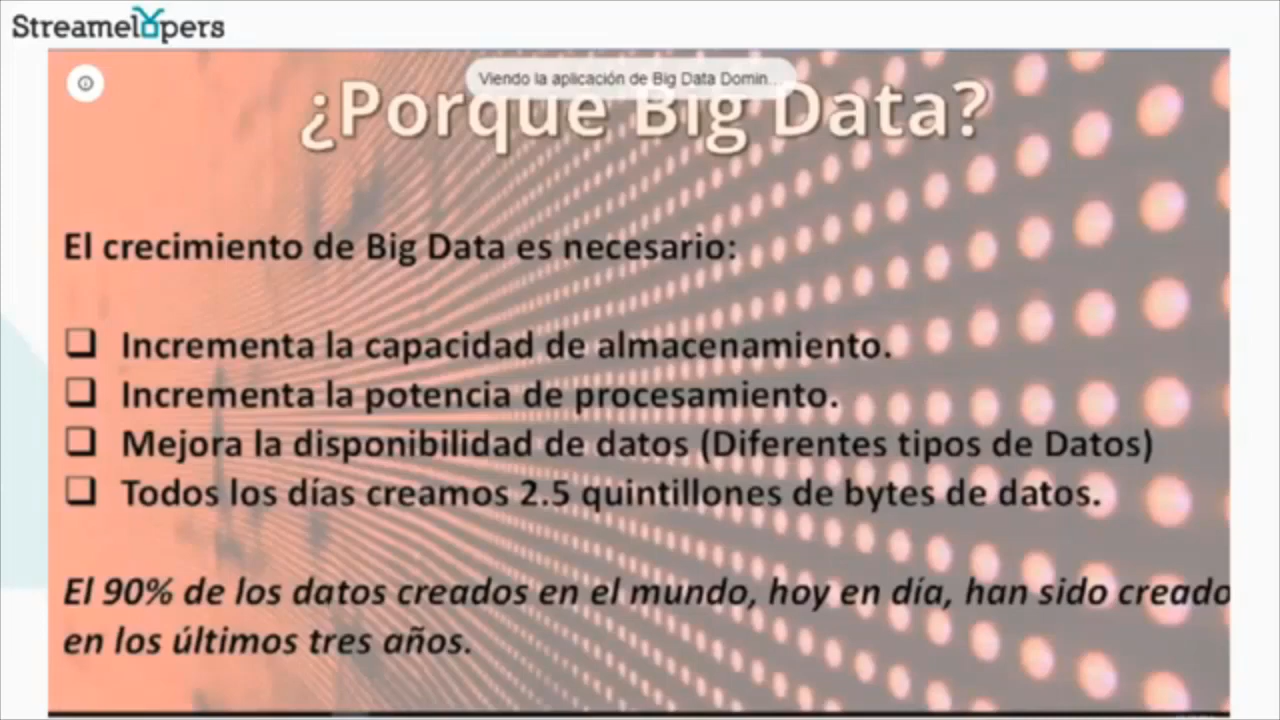 Streamelopers
Viendo la aplicación de Big Data Domin...
¿Porque Big Data?
El crecimiento de Big Data es necesario:
Incrementa la capacidad de almacenamiento.
Incrementa la potencia de procesamiento.
Mejora la disponibilidad de datos (Diferentes tipos de Datos)
Todos los días creamos 2.5 quintillones de bytes de datos.
El 90% de los datos creados en el mundo, hoy en día, han sido creado
en los últimos tres años.